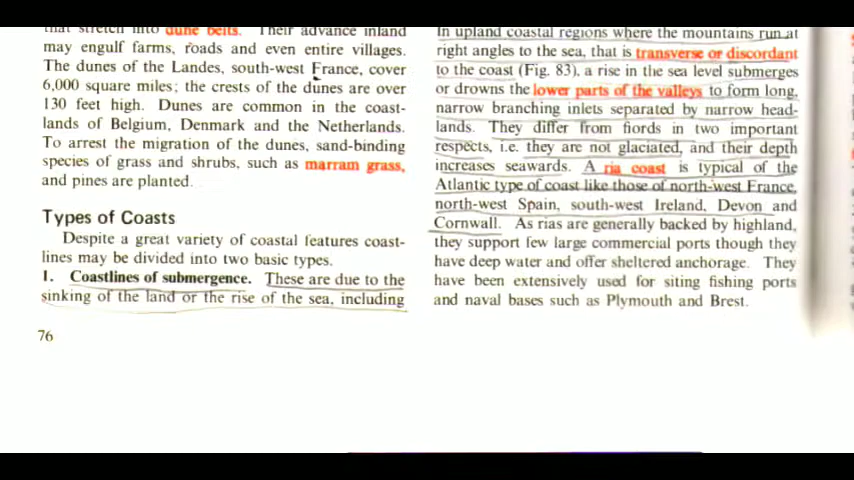 that stretch into dune belts. Their advance inland
may engulf farms, roads and even entire villages.
The dunes of the Landes, south-west France, cover
6,000 square miles; the crests of the dunes are over
130 feet high. Dunes are common in the coast-
lands of Belgium, Denmark and the Netherlands.
To arrest the migration of the dunes, sand-binding
species of grass and shrubs, such as marram grass,
and pines are planted.
Types of Coasts
Despite a great variety of coastal features coast-
lines may be divided into two basic types.
1. Coastlines of submergence. These are due to the
sinking of the land or the rise of the sea, including
76
In upland coastal regions where the mountains run at
right angles to the sea, that is transverse or discordant
to the coast (Fig. 83), a rise in the sea level submerges
or drowns the lower parts of the valleys to form long,
narrow branching inlets separated by narrow head-
lands. They differ from fiords in two important
respects, i.e. they are not glaciated, and their depth
increases seawards. A ria coast is typical of the
Atlantic type of coast like those of north-west France,
north-west Spain, south-west Ireland, Devon and
Cornwall. As rias are generally backed by highland,
they support few large commercial ports though they
have deep water and offer sheltered anchorage. They
have been extensively used for siting fishing ports
and naval bases such as Plymouth and Brest.